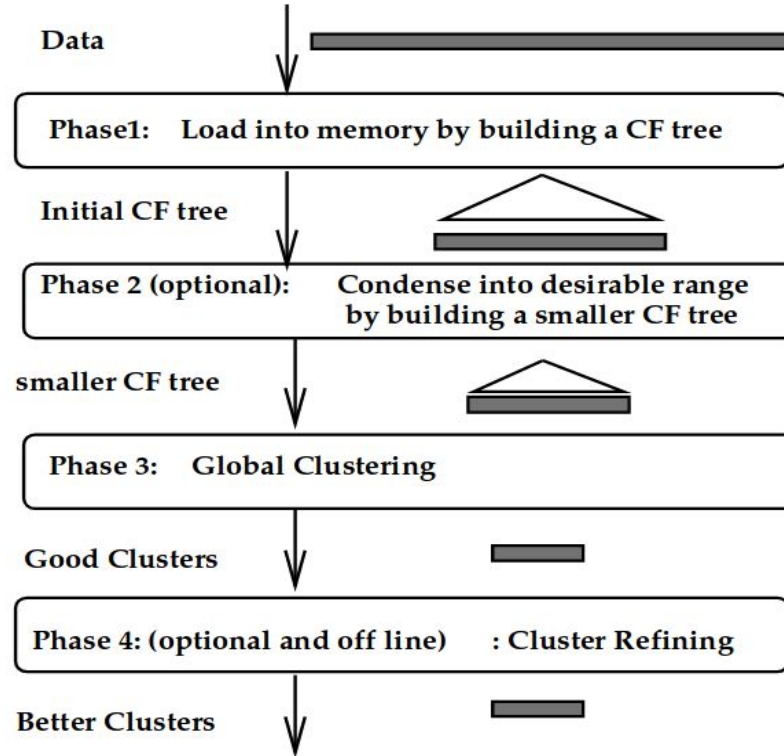 Data
Phase1: Load into memory by building a CF tree
Initial CF tree
Phase 2 (optional): Condense into desirable range
by building a smaller CF tree
smaller CF tree
Phase 3: Global Clustering
Good Clusters
Phase 4: (optional and off line) : Cluster Refining
Better Clusters